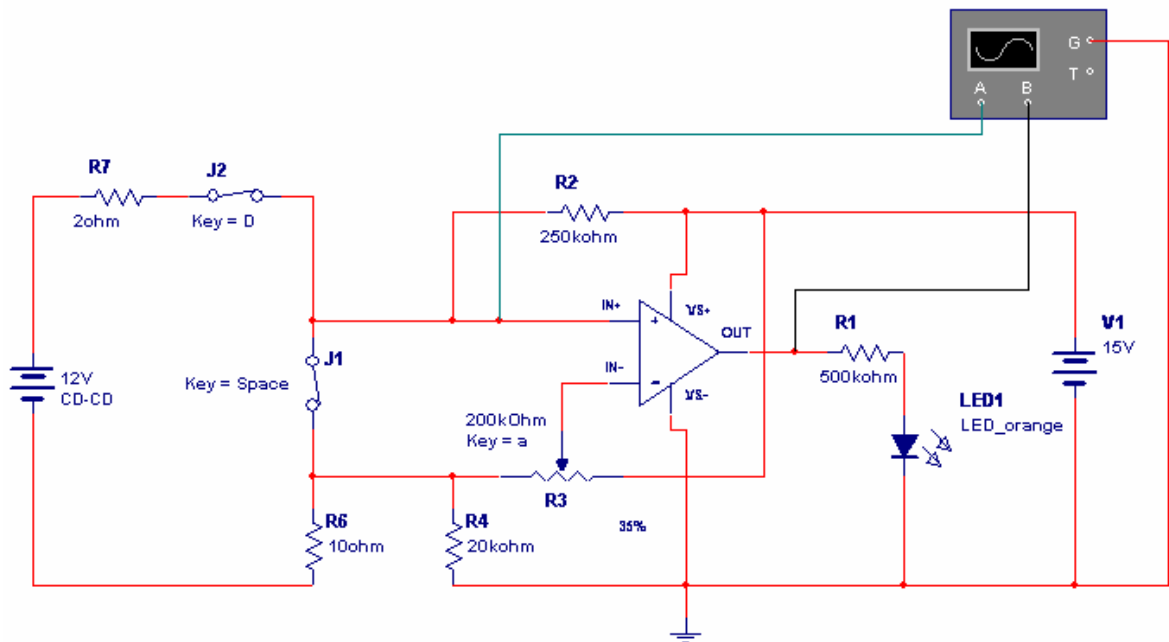 G
T
A
B
R7
J2
2ohm
Key = D
R2
250kohm
IN+
VS+
OUT
IN-
VS-
R1
500kohm
V1
15V
J1
Key = Space
12V
CD-CD
200kOhm
Key = a
LED1
LED_orange
R3
35%
R6
10ohm
R4
20kohm